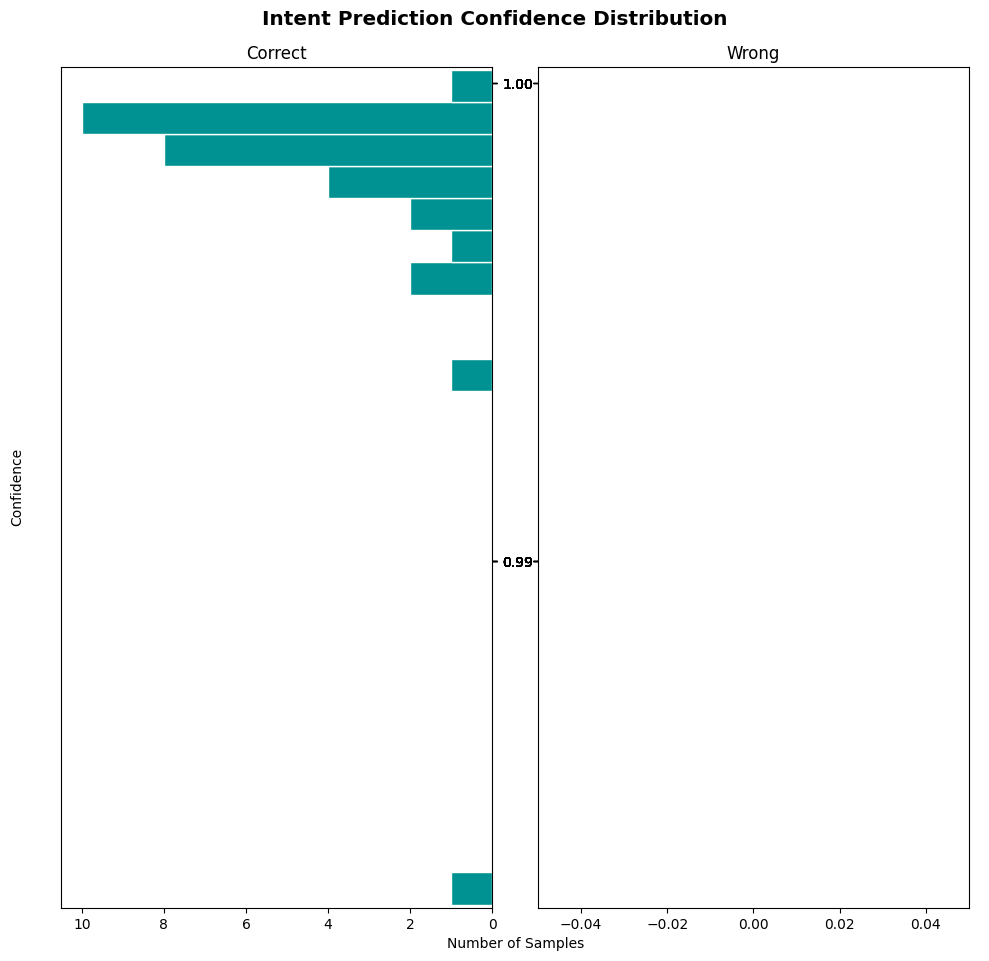 Intent Prediction Confidence Distribution
Correct
Wrong
1.00
0.99
Confidence
10 8 6 4 2 0
−0.04 −0.02 0.00 0.02 0.04
Number of Samples